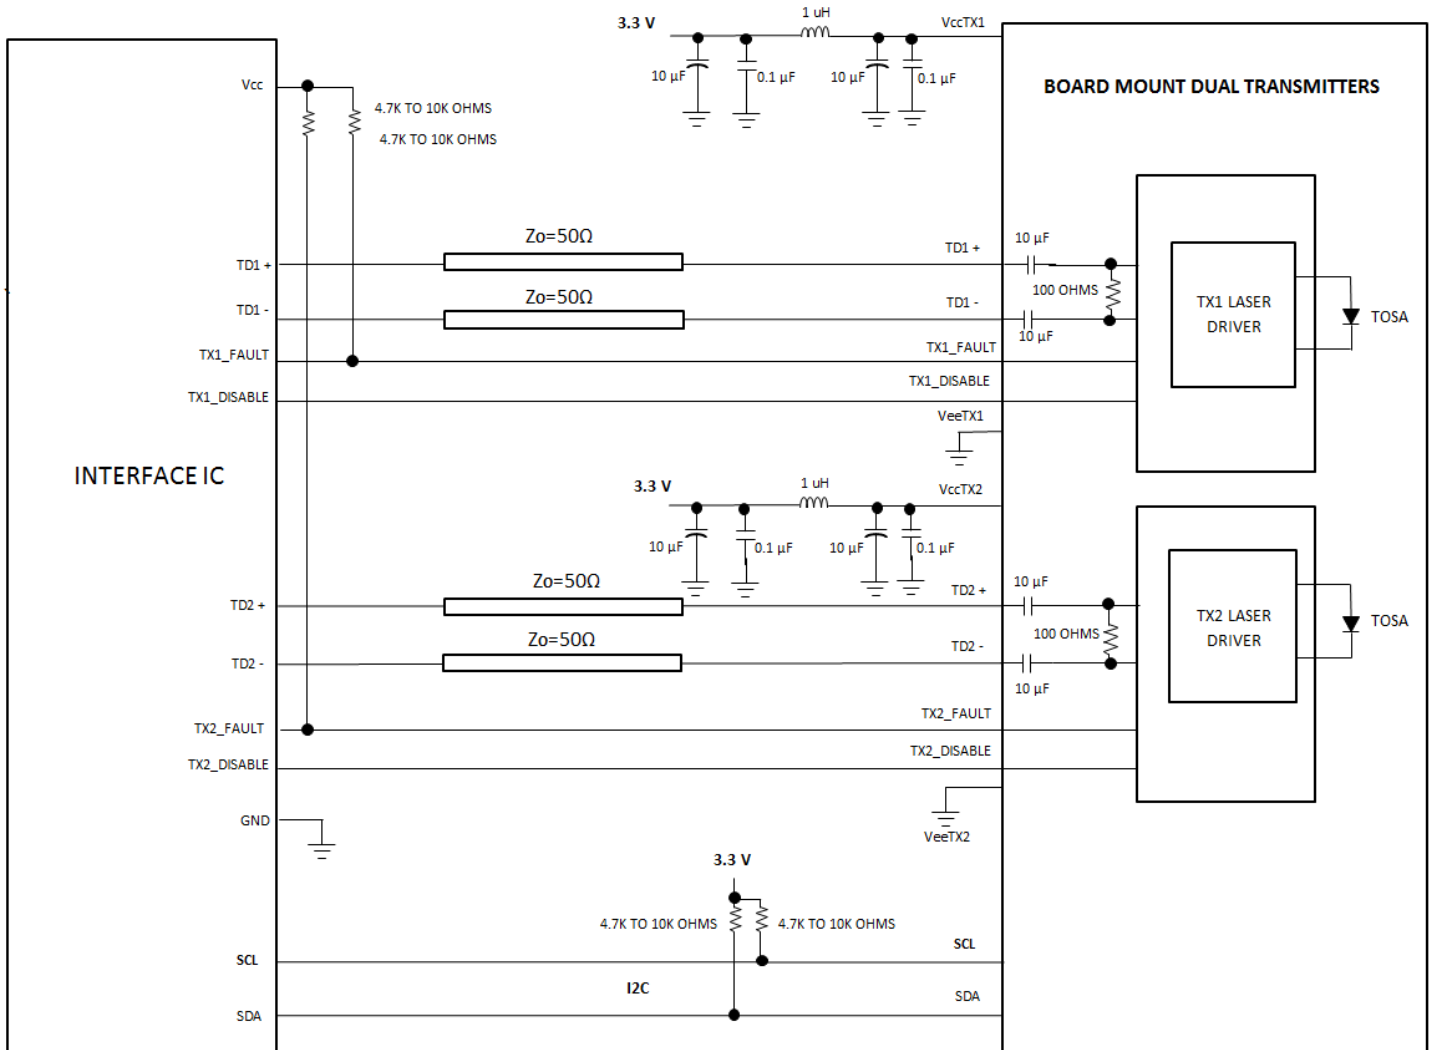 1 uH
3.3 V
VccTX1
10 µF
0.1 µF
10 µF
0.1 µF
BOARD MOUNT DUAL TRANSMITTERS
Vcc
4.7K TO 10K OHMS
4.7K TO 10K OHMS
Zo=50Ω
TD1 +
TD1 +
10 µF
Zo=50Ω
100 OHMS
TD1 -
TD1 -
10 µF
TX1 LASER
DRIVER
TOSA
TX1_FAULT
TX1_FAULT
TX1_DISABLE
TX1_DISABLE
VeeTX1
INTERFACE IC
3.3 V
1 uH
VccTX2
10 µF
0.1 µF
10 µF
0.1 µF
Zo=50Ω
TD2 +
TD2 +
10 µF
Zo=50Ω
100 OHMS
TD2 -
TD2 -
10 µF
TX2 LASER
DRIVER
TOSA
TX2_FAULT
TX2_FAULT
TX2_DISABLE
TX2_DISABLE
GND
VeeTX2
3.3 V
4.7K TO 10K OHMS
4.7K TO 10K OHMS
SCL
SCL
I2C
SDA
SDA